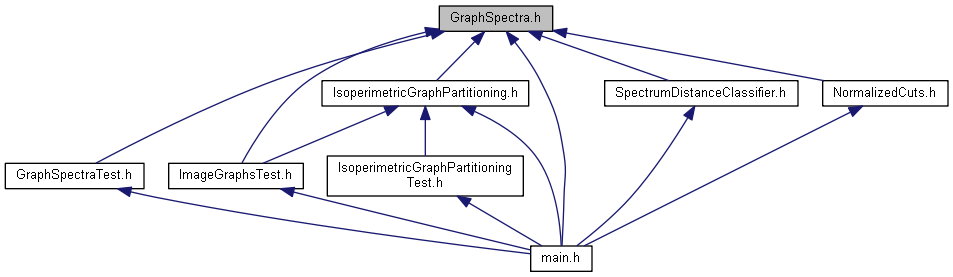 GraphSpectra.h
IsoperimetricGraphPartitioning.h
SpectrumDistanceClassifier.h
NormalizedCuts.h
GraphSpectraTest.h
ImageGraphsTest.h
IsoperimetricGraphPartitioning
Test.h
main.h